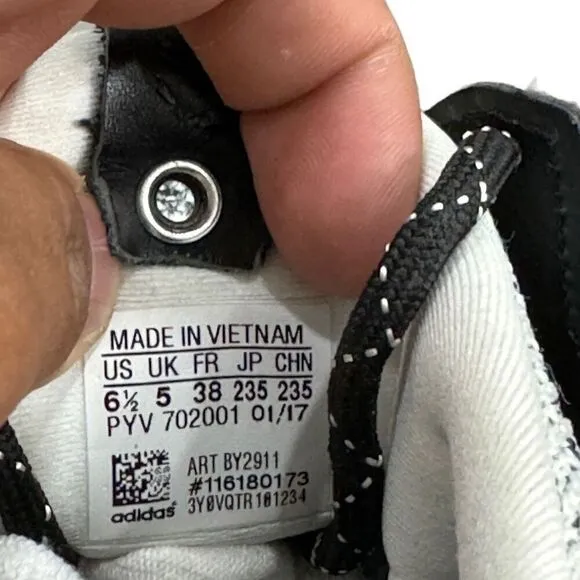 MADE IN VIETNAM
US UK FR JP CHN
6½ 5 38 235 235
PYV 702001 01/17
ART BY2911
#116180173
3Y0VQTR101234
adidas